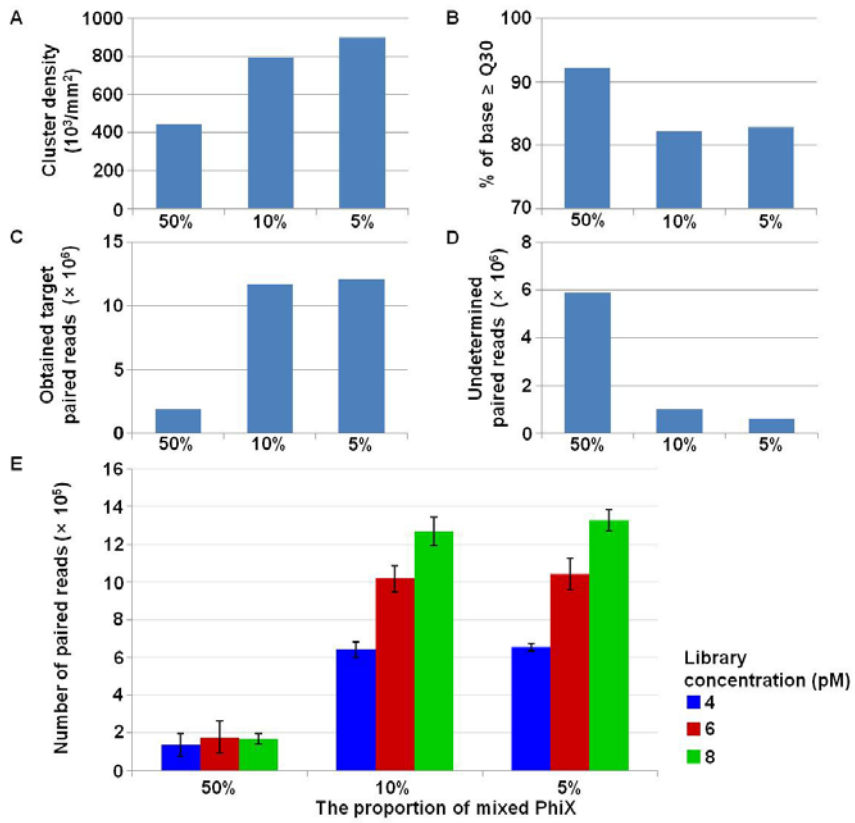 A
Cluster density
(10³/mm²)
1000
800
600
400
200
0
50%
10%
5%
B
% of base ≥ Q30
100
90
80
70
50%
10%
5%
C
Obtained target
paired reads (× 10⁶)
15
10
5
0
50%
10%
5%
D
Undetermined
paired reads (× 10⁶)
8
6
4
2
0
50%
10%
5%
E
Number of paired reads (× 10⁵)
16
14
12
10
8
6
4
2
0
50%
10%
5%
The proportion of mixed PhiX
Library
concentration (pM)
4
6
8